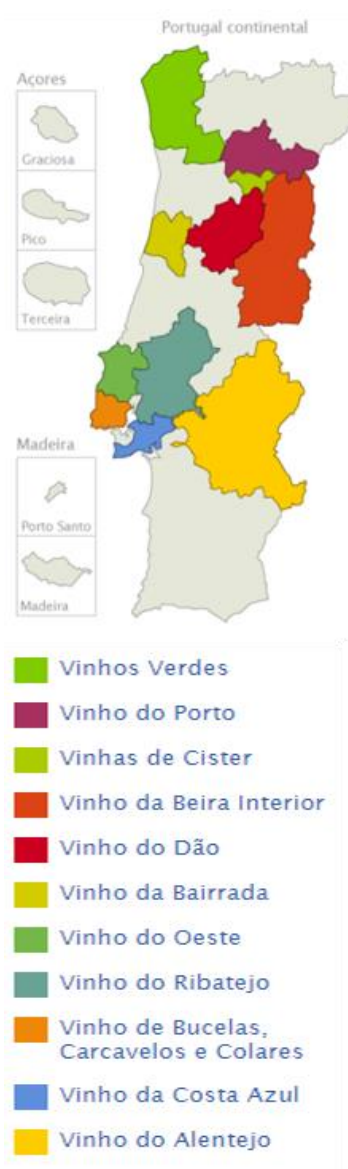 Portugal continental
Açores
Graciosa
Pico
Terceira
Madeira
Porto Santo
Madeira
Vinhos Verdes
Vinho do Porto
Vinhas de Cister
Vinho da Beira Interior
Vinho do Dão
Vinho da Bairrada
Vinho do Oeste
Vinho do Ribatejo
Vinho de Bucelas,
Carcavelos e Colares
Vinho da Costa Azul
Vinho do Alentejo